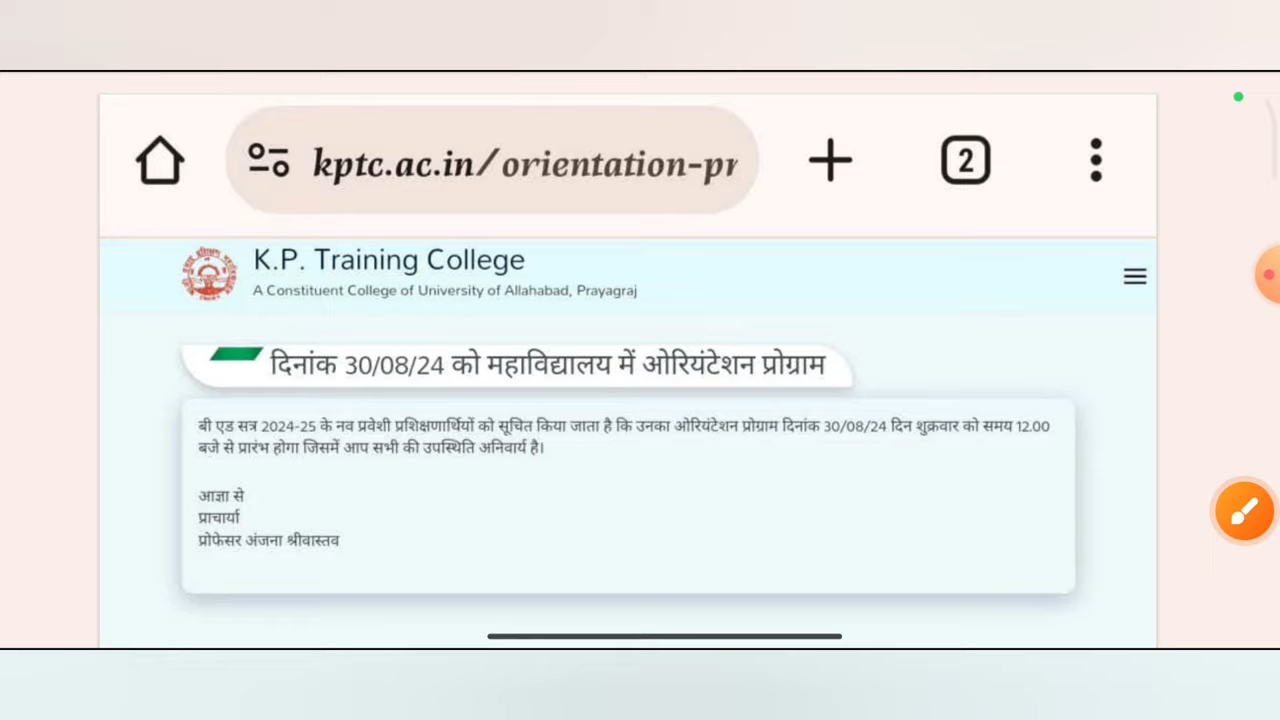 kptc.ac.in/orientation-pr
2
K.P. Training College
A Constituent College of University of Allahabad, Prayagraj
दिनांक 30/08/24 को महाविद्यालय में ओरियंटेशन प्रोग्राम
बी एड सत्र 2024-25 के नव प्रवेशी प्रशिक्षणार्थियों को सूचित किया जाता है कि उनका ओरियंटेशन प्रोग्राम दिनांक 30/08/24 दिन शुक्रवार को समय 12.00
बजे से प्रारंभ होगा जिसमें आप सभी की उपस्थिति अनिवार्य है।
आज्ञा से
प्राचार्या
प्रोफेसर अंजना श्रीवास्तव